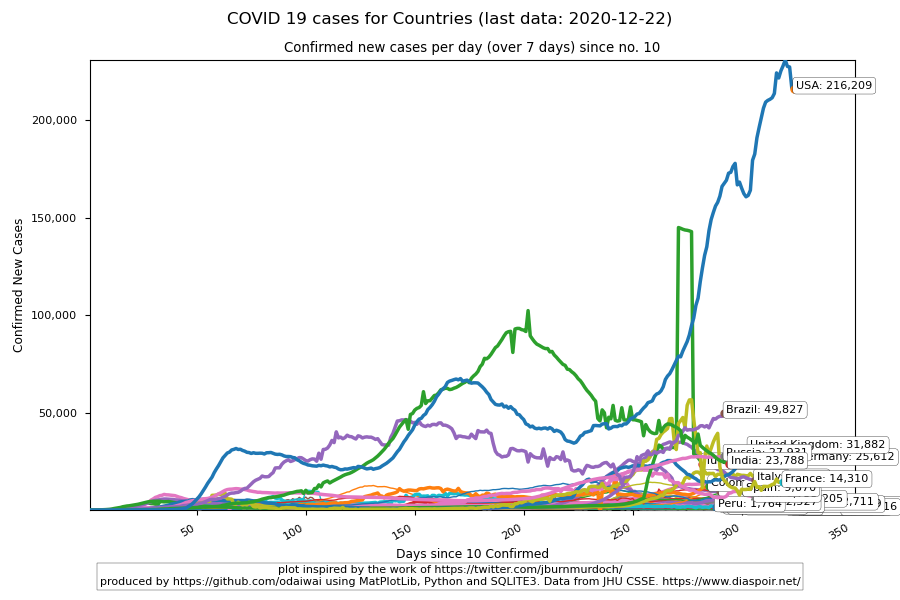 COVID 19 cases for Countries (last data: 2020-12-22)
Confirmed new cases per day (over 7 days) since no. 10
USA: 216,209
200,000
150,000
Confirmed New Cases
100,000
50,000
Brazil: 49,827
United Kingdom: 31,882
India: 23,788
ermany: 25,612
Italy
France: 14,310
Peru: 1,764
50
100
150
200
250
300
350
Days since 10 Confirmed
plot inspired by the work of https://twitter.com/jburnmurdoch/
produced by https://github.com/odaiwai using MatPlotLib, Python and SQLITE3. Data from JHU CSSE. https://www.diaspoir.net/